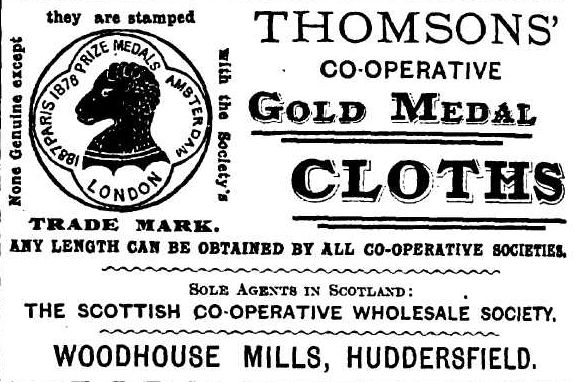 None Genuine except
they are stamped
with the Society's
1887 PARIS 1878 PRIZE MEDALS AMSTERDAM
LONDON
TRADE MARK.
THOMSONS'
CO-OPERATIVE
GOLD MEDAL
CLOTHS
ANY LENGTH CAN BE OBTAINED BY ALL CO-OPERATIVE SOCIETIES.
SOLE AGENTS IN SCOTLAND:
THE SCOTTISH CO-OPERATIVE WHOLESALE SOCIETY.
WOODHOUSE MILLS, HUDDERSFIELD.